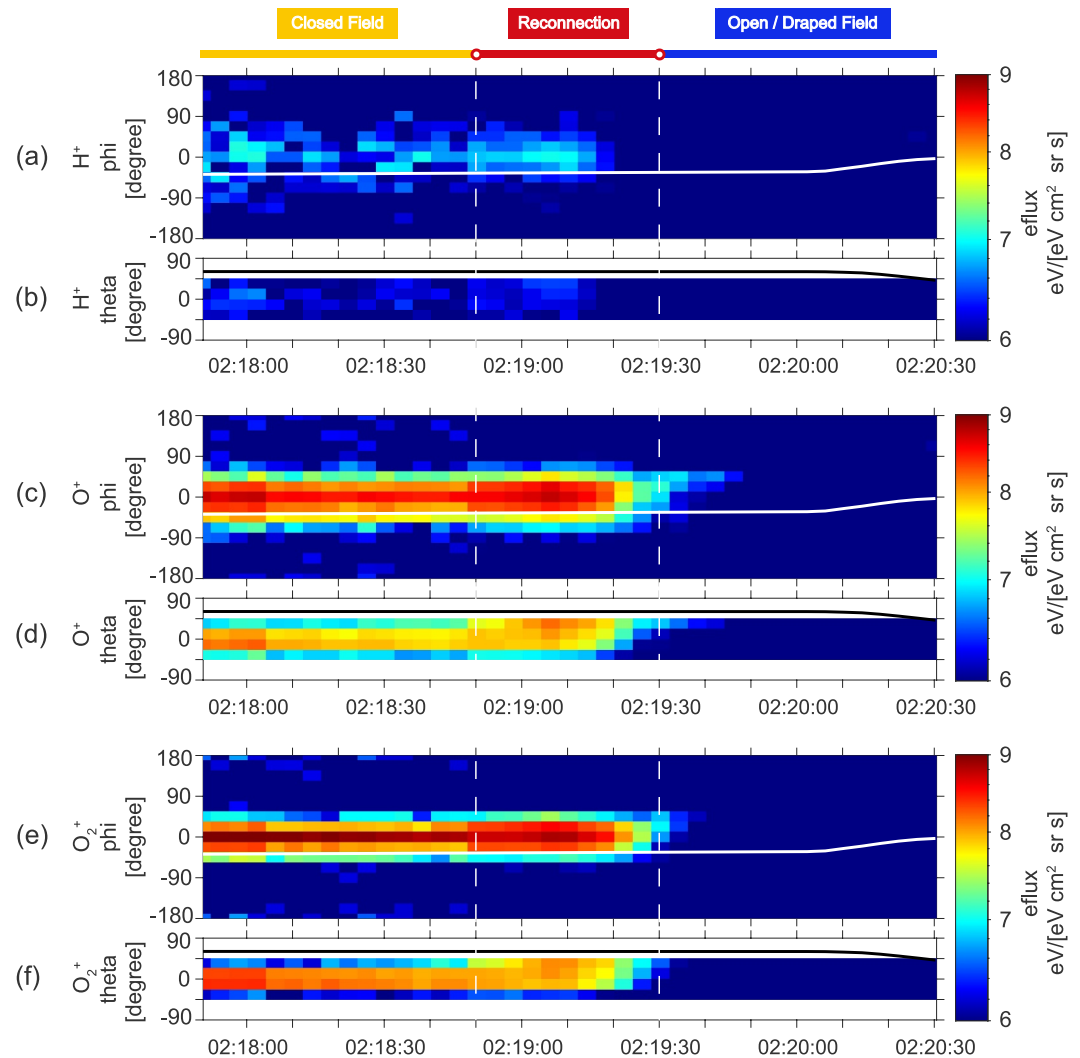 Closed Field
Reconnection
Open / Draped Field
(a)
H⁺
phi
[degree]
180
90
0
-90
-180
9
8
7
6
eflux
eV/[eV cm² sr s]
(b)
H⁺
theta
[degree]
90
0
-90
02:18:00 02:18:30 02:19:00 02:19:30 02:20:00 02:20:30
(c)
O⁺
phi
[degree]
180
90
0
-90
-180
9
8
7
6
eflux
eV/[eV cm² sr s]
(d)
O⁺
theta
[degree]
90
0
-90
02:18:00 02:18:30 02:19:00 02:19:30 02:20:00 02:20:30
(e)
O₂⁺
phi
[degree]
180
90
0
-90
-180
9
8
7
6
eflux
eV/[eV cm² sr s]
(f)
O₂⁺
theta
[degree]
90
0
-90
02:18:00 02:18:30 02:19:00 02:19:30 02:20:00 02:20:30